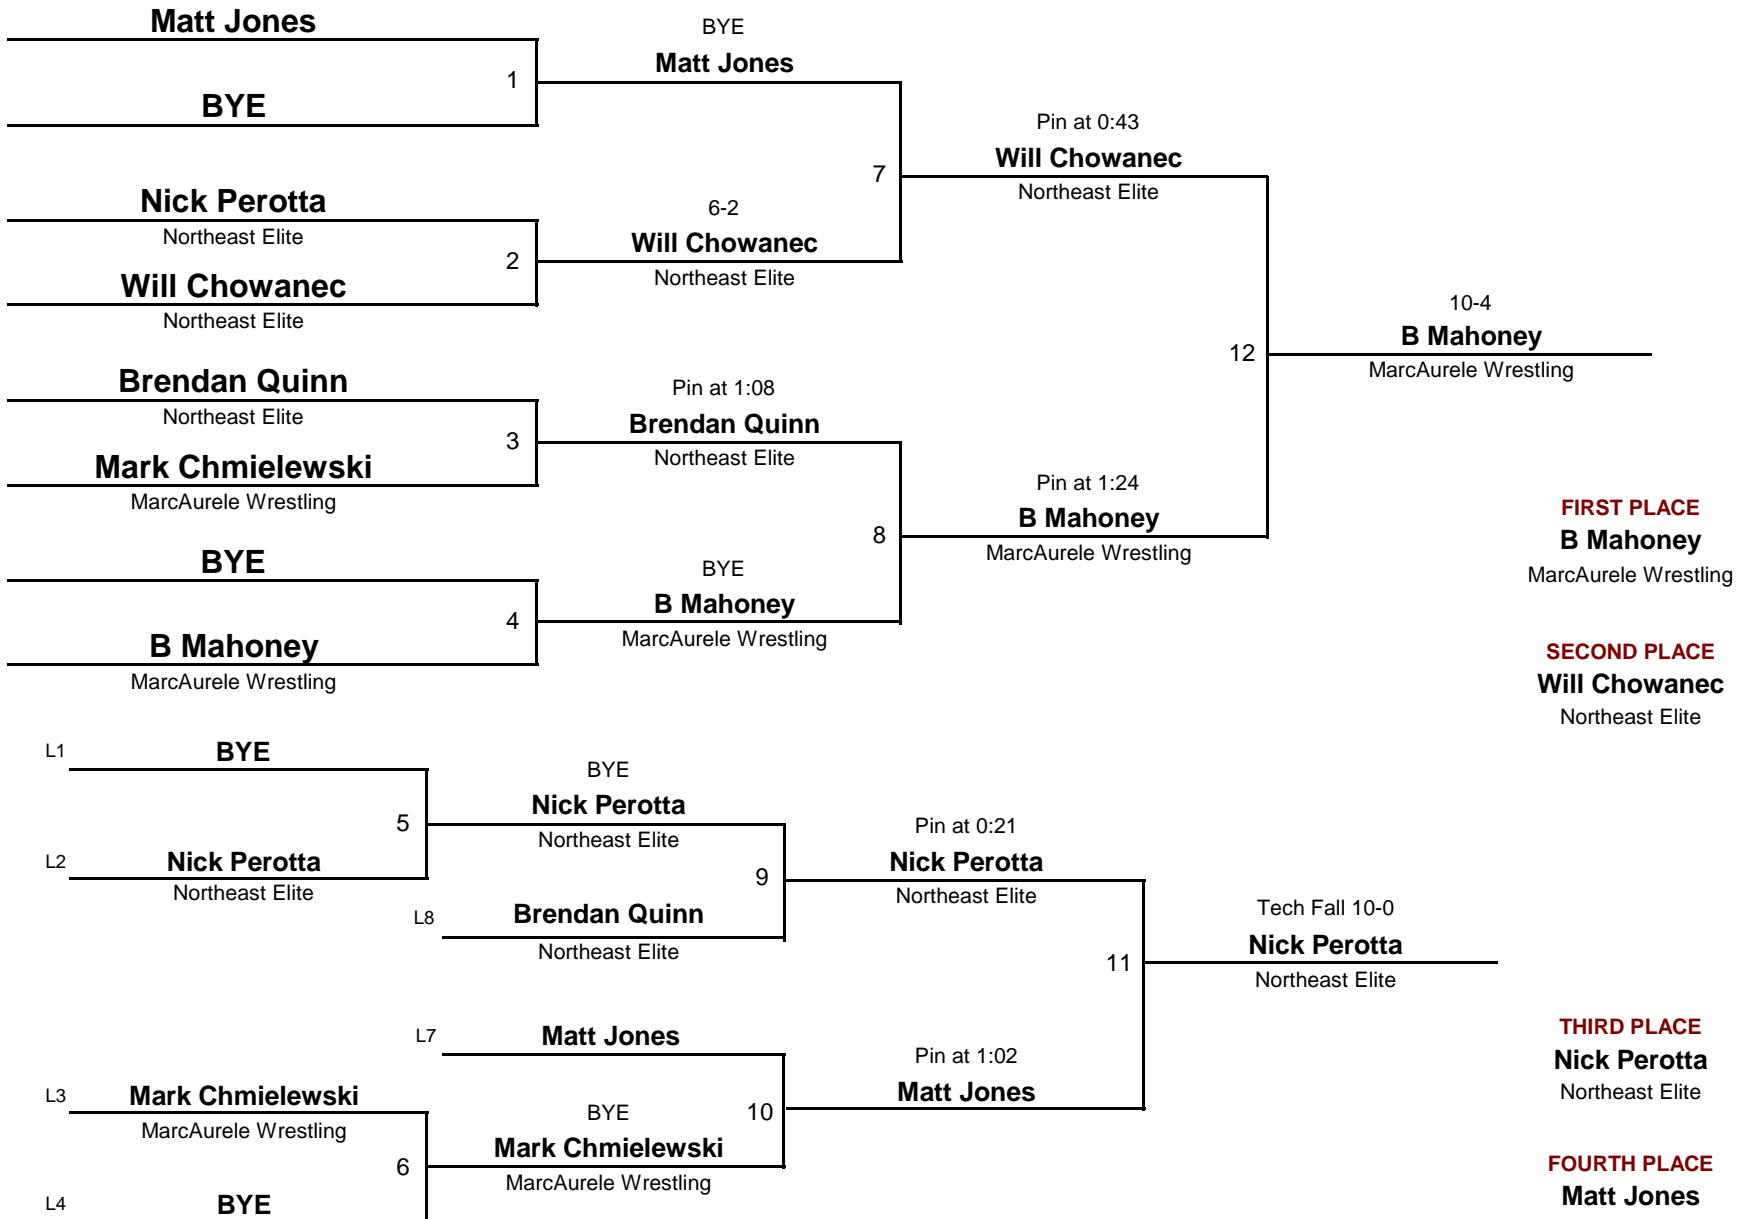 Matt Jones
1
BYE
BYE
Matt Jones
Nick Perotta
Northeast Elite
2
Will Chowanec
Northeast Elite
6-2
Will Chowanec
Northeast Elite
7
Pin at 0:43
Will Chowanec
Northeast Elite
Brendan Quinn
Northeast Elite
3
Mark Chmielewski
MarcAurele Wrestling
Pin at 1:08
Brendan Quinn
Northeast Elite
BYE
4
B Mahoney
MarcAurele Wrestling
BYE
B Mahoney
MarcAurele Wrestling
8
Pin at 1:24
B Mahoney
MarcAurele Wrestling
12
10-4
B Mahoney
MarcAurele Wrestling
FIRST PLACE
B Mahoney
MarcAurele Wrestling
SECOND PLACE
Will Chowanec
Northeast Elite
L1
BYE
5
L2
Nick Perotta
Northeast Elite
BYE
Nick Perotta
Northeast Elite
9
L8
Brendan Quinn
Northeast Elite
Pin at 0:21
Nick Perotta
Northeast Elite
11
Tech Fall 10-0
Nick Perotta
Northeast Elite
L7
Matt Jones
10
Pin at 1:02
Matt Jones
L3
Mark Chmielewski
MarcAurele Wrestling
6
L4
BYE
BYE
Mark Chmielewski
MarcAurele Wrestling
THIRD PLACE
Nick Perotta
Northeast Elite
FOURTH PLACE
Matt Jones